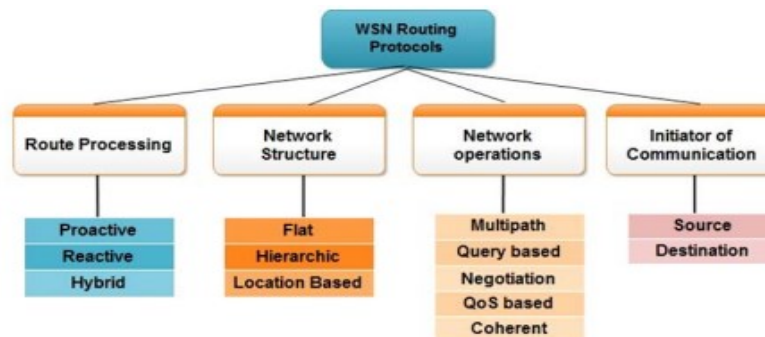 WSN Routing
Protocols
Route Processing
Network
Structure
Network
operations
Initiator of
Communication
Proactive
Reactive
Hybrid
Flat
Hierarchic
Location Based
Multipath
Query based
Negotiation
QoS based
Coherent
Source
Destination